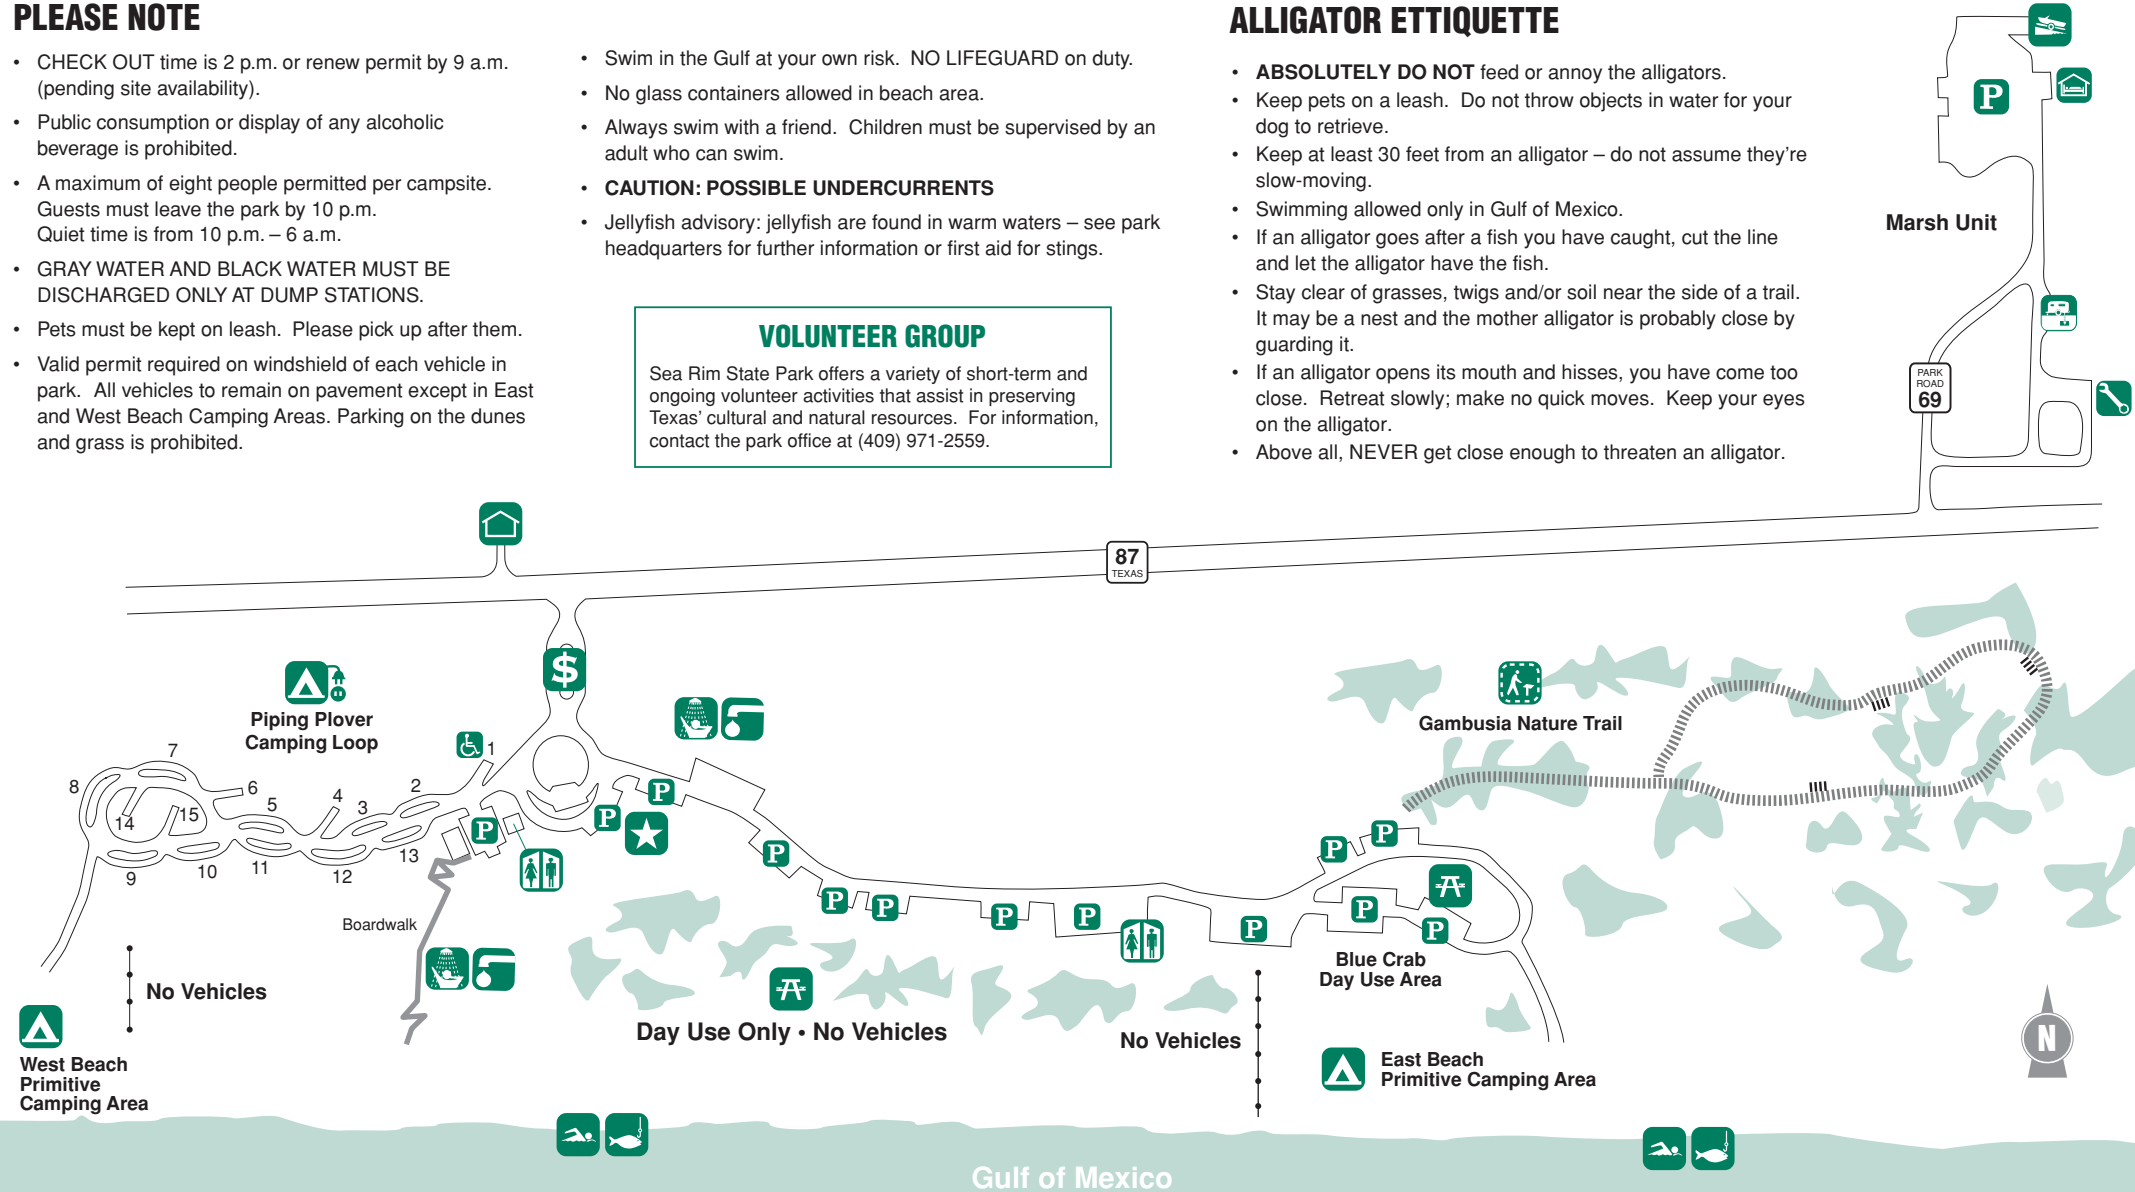 PLEASE NOTE
• CHECK OUT time is 2 p.m. or renew permit by 9 a.m.
(pending site availability).
• Public consumption or display of any alcoholic
beverage is prohibited.
• A maximum of eight people permitted per campsite.
Guests must leave the park by 10 p.m.
Quiet time is from 10 p.m. – 6 a.m.
• GRAY WATER AND BLACK WATER MUST BE
DISCHARGED ONLY AT DUMP STATIONS.
• Pets must be kept on leash.  Please pick up after them.
• Valid permit required on windshield of each vehicle in
park.  All vehicles to remain on pavement except in East
and West Beach Camping Areas. Parking on the dunes
and grass is prohibited.
• Swim in the Gulf at your own risk.  NO LIFEGUARD on duty.
• No glass containers allowed in beach area.
• Always swim with a friend.  Children must be supervised by an
adult who can swim.
• CAUTION: POSSIBLE UNDERCURRENTS
• Jellyfish advisory: jellyfish are found in warm waters – see park
headquarters for further information or first aid for stings.
VOLUNTEER GROUP
Sea Rim State Park offers a variety of short-term and
ongoing volunteer activities that assist in preserving
Texas' cultural and natural resources.  For information,
contact the park office at (409) 971-2559.
ALLIGATOR ETTIQUETTE
• ABSOLUTELY DO NOT feed or annoy the alligators.
• Keep pets on a leash.  Do not throw objects in water for your
dog to retrieve.
• Keep at least 30 feet from an alligator – do not assume they're
slow-moving.
• Swimming allowed only in Gulf of Mexico.
• If an alligator goes after a fish you have caught, cut the line
and let the alligator have the fish.
• Stay clear of grasses, twigs and/or soil near the side of a trail.
It may be a nest and the mother alligator is probably close by
guarding it.
• If an alligator opens its mouth and hisses, you have come too
close.  Retreat slowly; make no quick moves.  Keep your eyes
on the alligator.
• Above all, NEVER get close enough to threaten an alligator.
P
Marsh Unit
PARK
ROAD
69
87
TEXAS
$
Piping Plover
Camping Loop
1
2
3
4
5
6
7
8
9
10
11
12
13
14
15
P
P
P
P
P
P
P
P
P
P
P
P
P
Boardwalk
Gambusia Nature Trail
Blue Crab
Day Use Area
No Vehicles
Day Use Only • No Vehicles
No Vehicles
West Beach
Primitive
Camping Area
East Beach
Primitive Camping Area
N
Gulf of Mexico